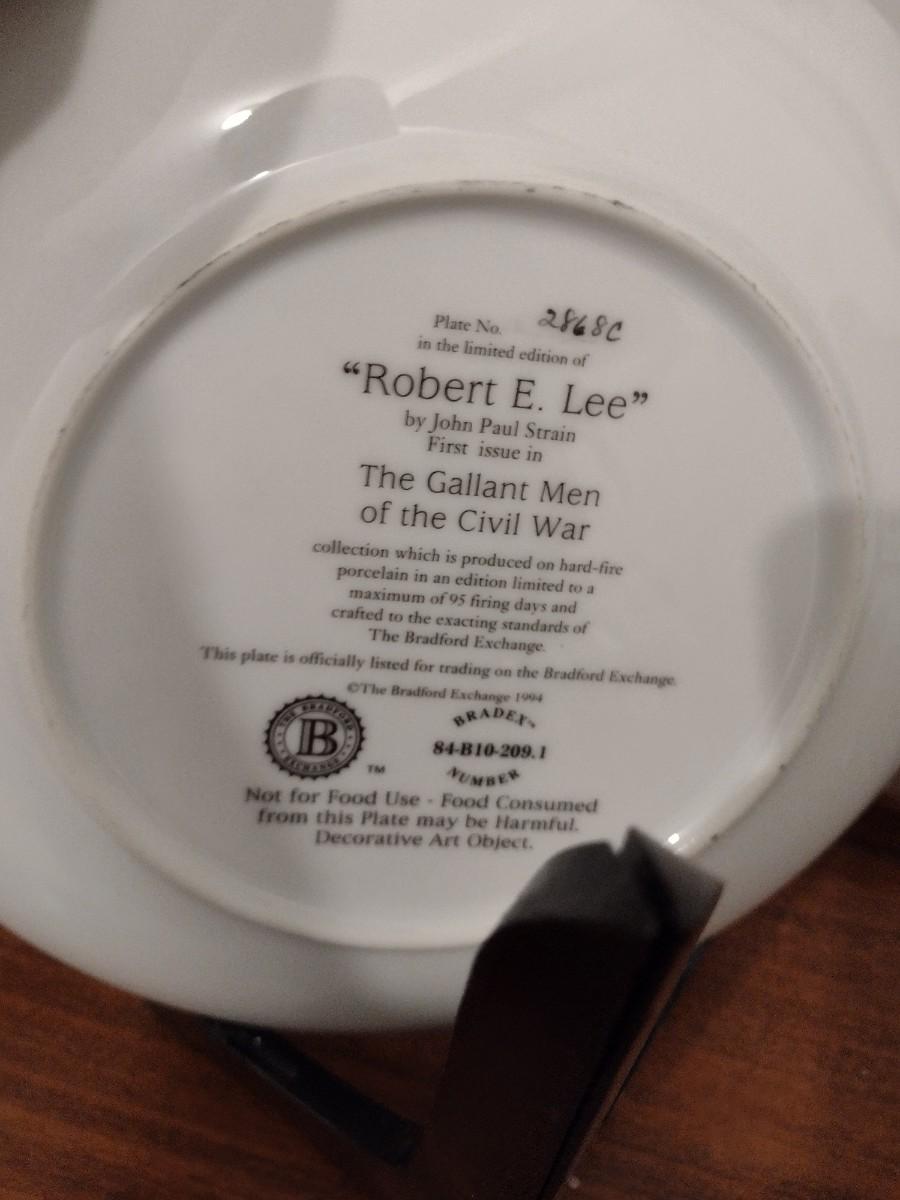 Plate No. 2868C
in the limited edition of
“Robert E. Lee”
by John Paul Strain
First issue in
The Gallant Men
of the Civil War
collection which is produced on hard-fire
porcelain in an edition limited to a
maximum of 95 firing days and
crafted to the exacting standards of
The Bradford Exchange.
This plate is officially listed for trading on the Bradford Exchange.
©The Bradford Exchange 1994
THE BRADFORD
B
EXCHANGE
TM
BRADEX™
84-B10-209.1
NUMBER
Not for Food Use - Food Consumed
from this Plate may be Harmful.
Decorative Art Object.